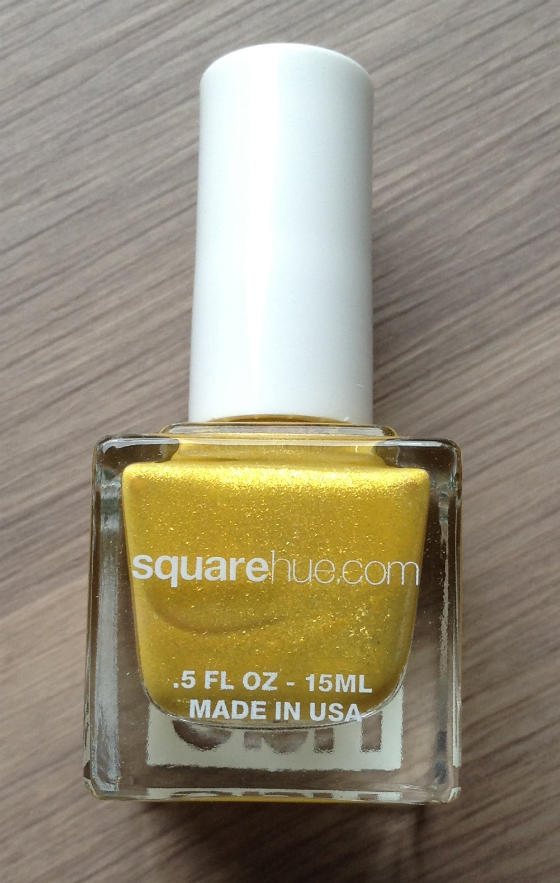 squarehue.com
.5 FL OZ - 15ML
MADE IN USA